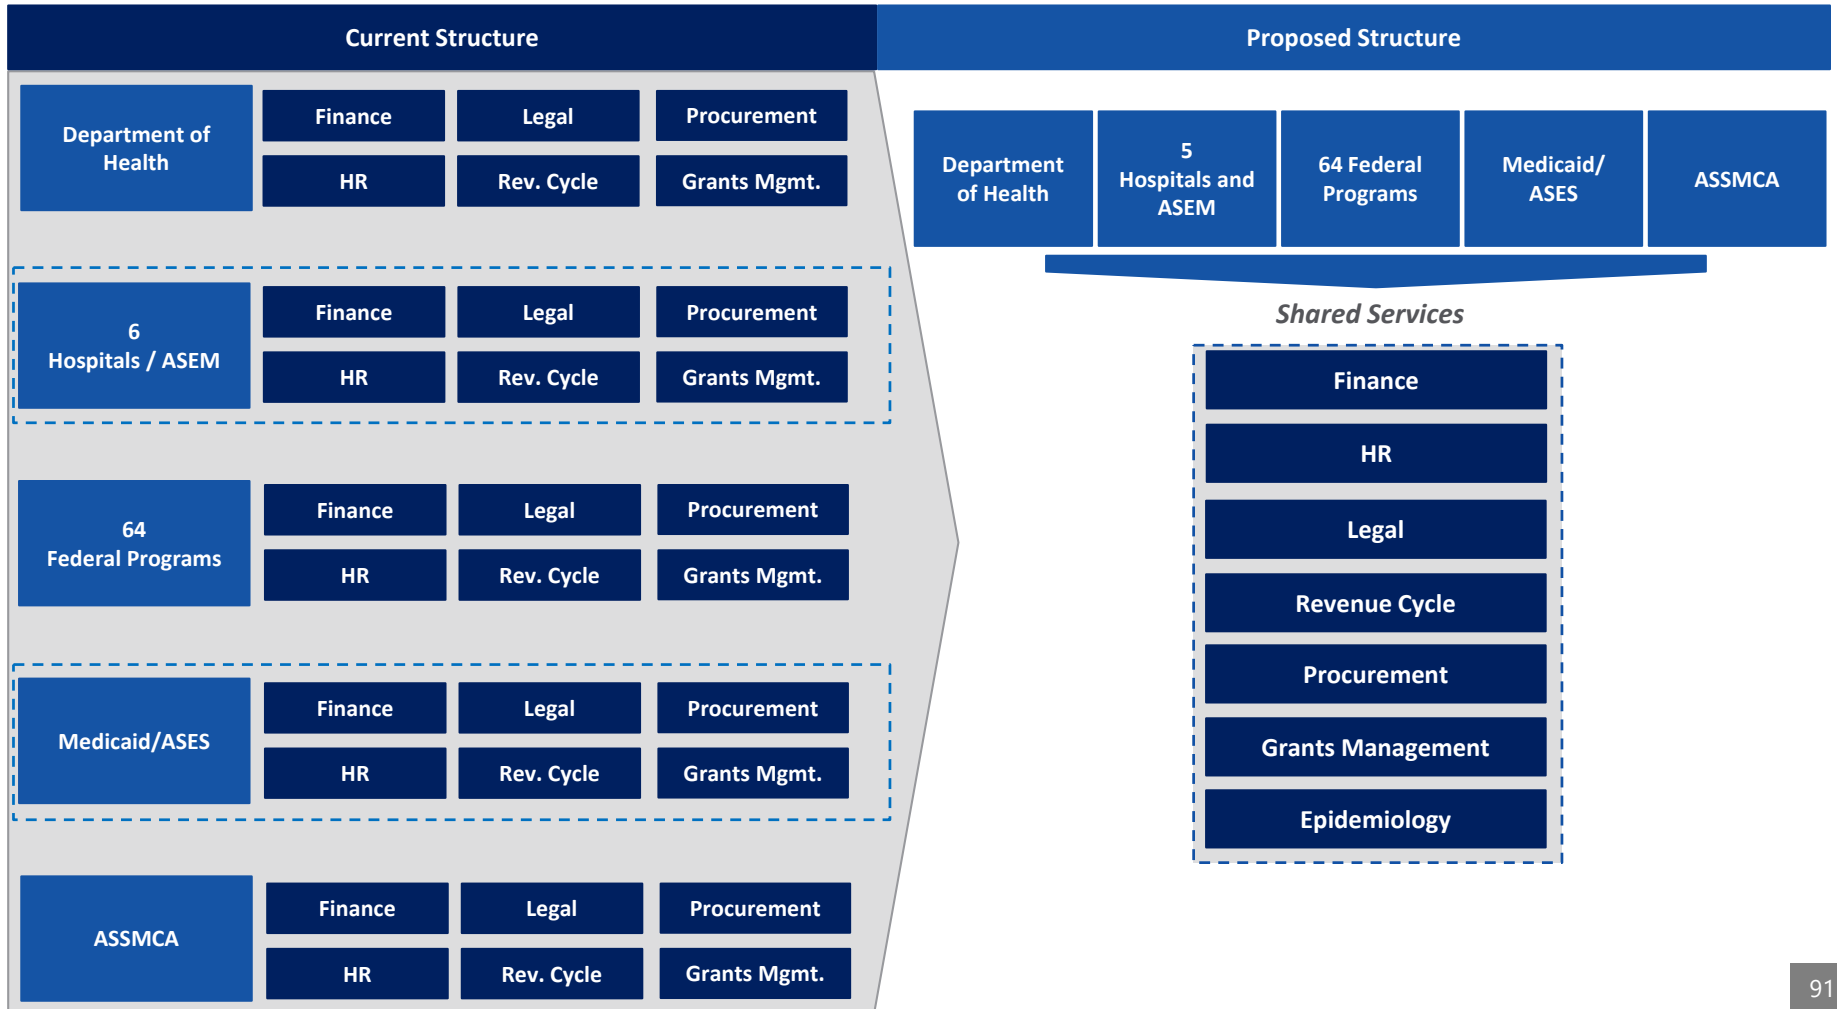 Current Structure
Proposed Structure
Department of
Health
Finance
Legal
Procurement
HR
Rev. Cycle
Grants Mgmt.
6
Hospitals / ASEM
Finance
Legal
Procurement
HR
Rev. Cycle
Grants Mgmt.
64
Federal Programs
Finance
Legal
Procurement
HR
Rev. Cycle
Grants Mgmt.
Medicaid/ASES
Finance
Legal
Procurement
HR
Rev. Cycle
Grants Mgmt.
ASSMCA
Finance
Legal
Procurement
HR
Rev. Cycle
Grants Mgmt.
Department
of Health
5
Hospitals and
ASEM
64 Federal
Programs
Medicaid/
ASES
ASSMCA
Shared Services
Finance
HR
Legal
Revenue Cycle
Procurement
Grants Management
Epidemiology
91